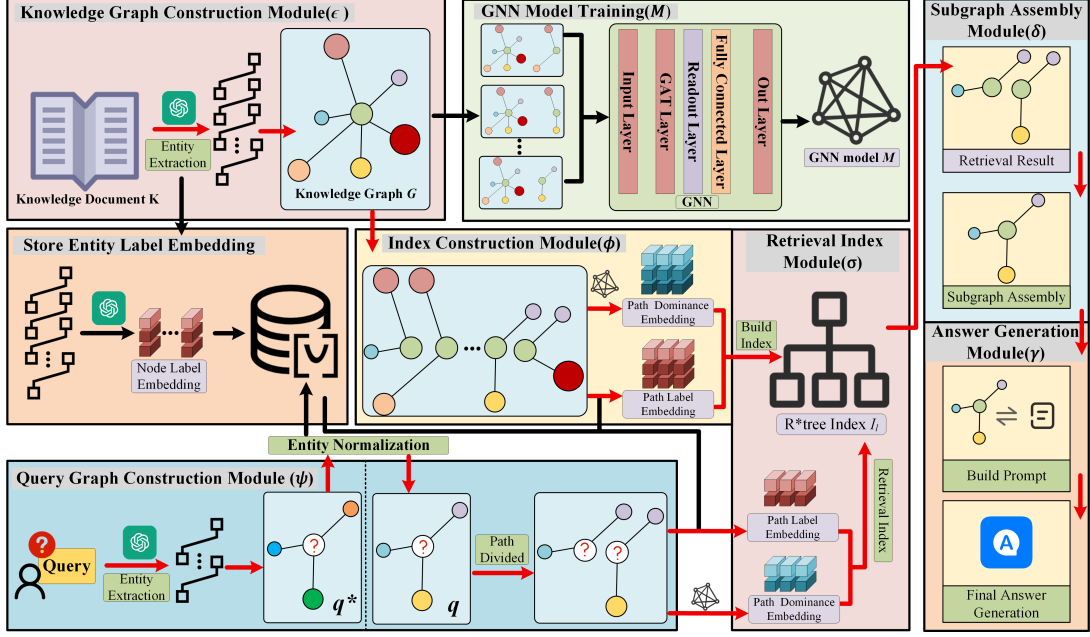 Knowledge Graph Construction Module(ϵ )
Knowledge Document K
Entity
Extraction
Knowledge Graph G
GNN Model Training(M)
Input Layer
GAT Layer
Readout Layer
Fully Connected Layer
Out Layer
GNN
GNN model M
Subgraph Assembly
Module(δ)
Retrieval Result
Subgraph Assembly
Store Entity Label Embedding
Node Label
Embedding
Index Construction Module(ϕ)
Path Dominance
Embedding
Path Label
Embedding
Build
Index
Retrieval Index
Module(σ)
R*tree Index Iₗ
Retrieval Index
Answer Generation
Module(γ)
Build Prompt
A
Final Answer
Generation
Entity Normalization
Query Graph Construction Module (ψ)
?
Query
Entity
Extraction
?
q*
?
q
Path
Divided
?
?
Path Label
Embedding
Path Dominance
Embedding